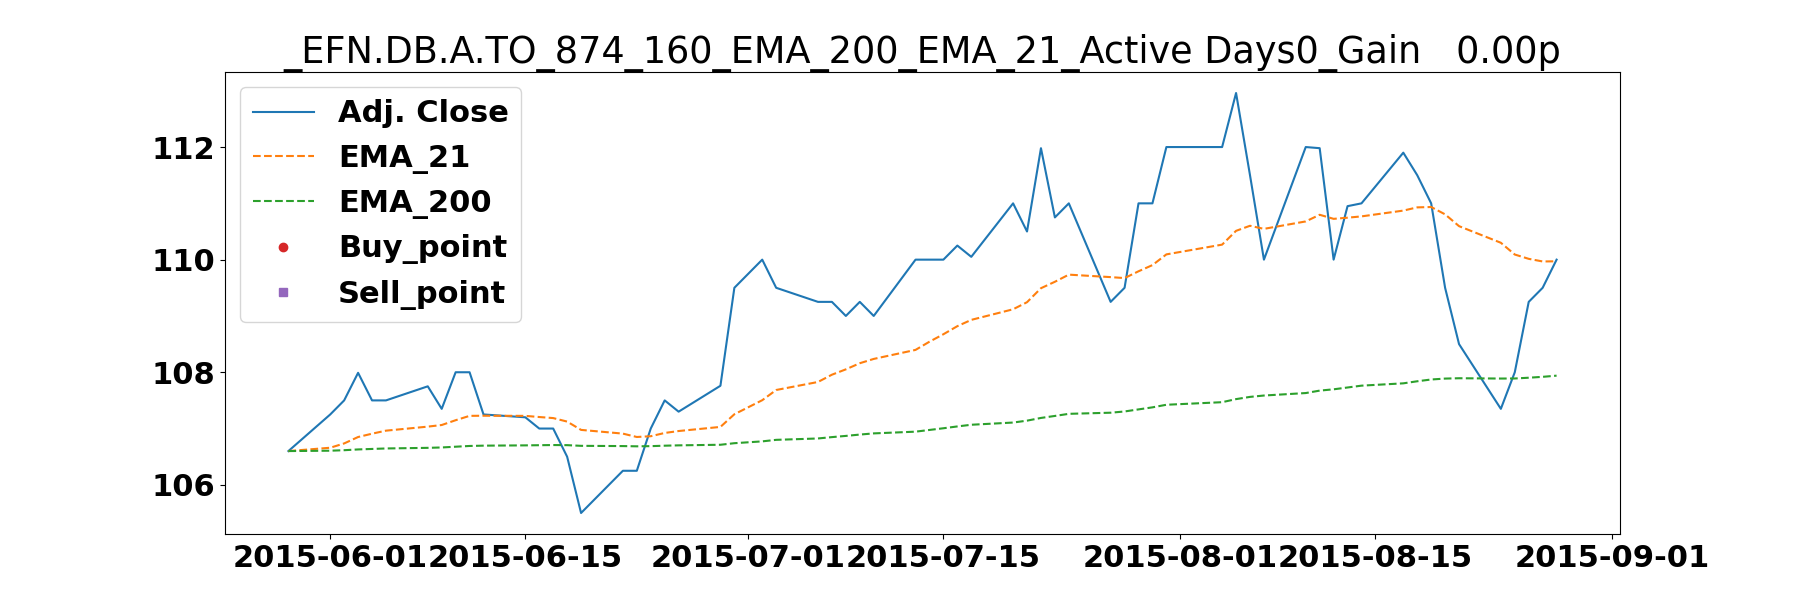 _EFN.DB.A.TO_874_160_EMA_200_EMA_21_Active Days0_Gain   0.00p
Adj. Close
EMA_21
EMA_200
Buy_point
Sell_point
112
110
108
106
2015-06-01 2015-06-15 2015-07-01 2015-07-15 2015-08-01 2015-08-15 2015-09-01